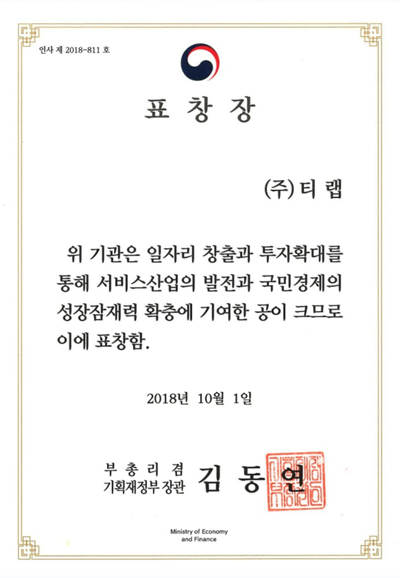 인사 제 2018-811 호
표 창 장
(주) 티 랩
위 기관은 일자리 창출과 투자확대를
통해 서비스산업의 발전과 국민경제의
성장잠재력 확충에 기여한 공이 크므로
이에 표창함.
2018년 10월 1일
부 총 리 겸
기획재정부장관 김 동 연
Ministry of Economy
and Finance